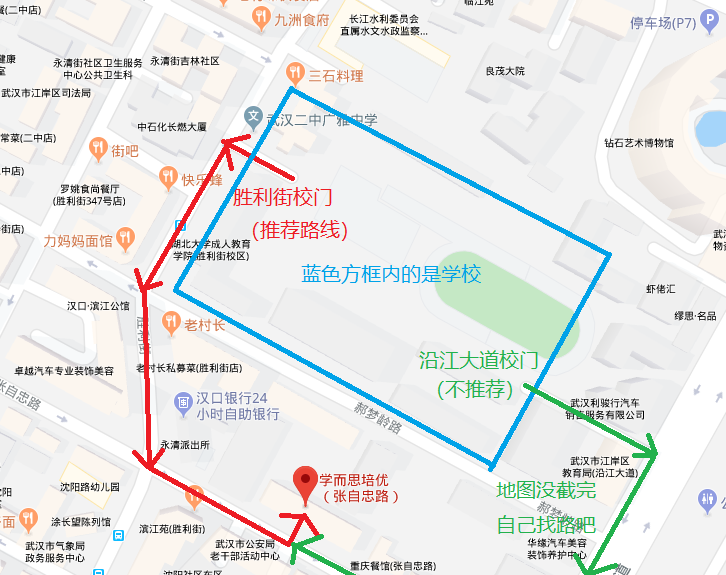 餐(二中店)
九洲食府
长江水利委员会
直属水文水政监察...
临江苑
停车场(P7)
永清街社区卫生服务
中心公共卫生科
永清街吉林社区
三石料理
良茂大院
武汉市江岸区司法局
中石化长燃大厦
武汉二中广雅中学
常菜(二中店)
街吧
钻石艺术博物馆
罗姚食尚餐厅
(胜利街347号店)
快乐蜂
胜利街校门
(推荐路线)
力妈妈面馆
湖北大学成人教育
学院(胜利街校区)
蓝色方框内的是学校
汉口·滨江公馆
虾佬汇
缪思·名品
老村长
胜利街
卓越汽车专业装饰美容
老村长私募菜(胜利街店)
沿江大道校门
(不推荐)
张自忠路
汉口银行24
小时自助银行
郝梦龄路
武汉利骏行汽车
销售服务有限公司
永清派出所
武汉市江岸区
教育局(沿江大道)
沈阳路幼儿园
学而思培优
(张自忠路)
地图没截完
自己找路吧
涂长望陈列馆
滨江苑(胜利街)
武汉市气象局
政务服务中心
武汉市公安局
老干部活动中心
华缘汽车美容
装饰养护中心
重庆餐馆(张自忠路)
沈阳社区东区